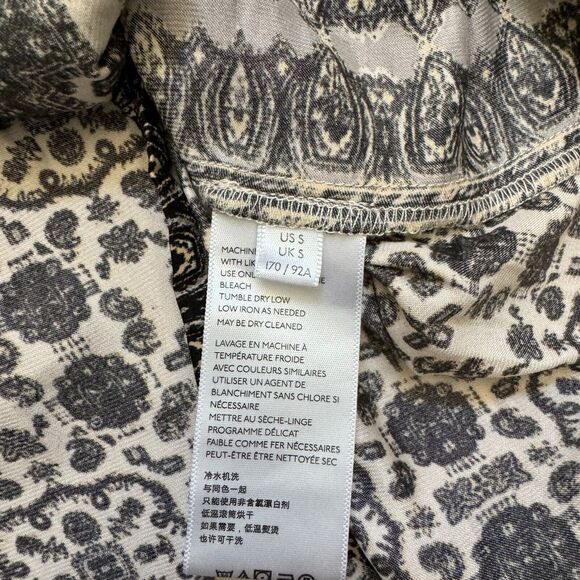 US S
UK S
170 / 92A
MACHIN
WITH LI
USE ONL
BLEACH
TUMBLE DRY LOW
LOW IRON AS NEEDED
MAY BE DRY CLEANED
LAVAGE EN MACHINE À
TEMPÉRATURE FROIDE
AVEC COULEURS SIMILAIRES
UTILISER UN AGENT DE
BLANCHIMENT SANS CHLORE SI
NÉCESSAIRE
METTRE AU SÈCHE-LINGE
PROGRAMME DÉLICAT
FAIBLE COMME FER NÉCESSAIRES
PEUT-ÊTRE ÊTRE NETTOYÉE SEC
冷水机洗
与同色一起
只能使用非含氯漂白剂
低温滚筒烘干
如果需要，低温熨烫
也许可干洗